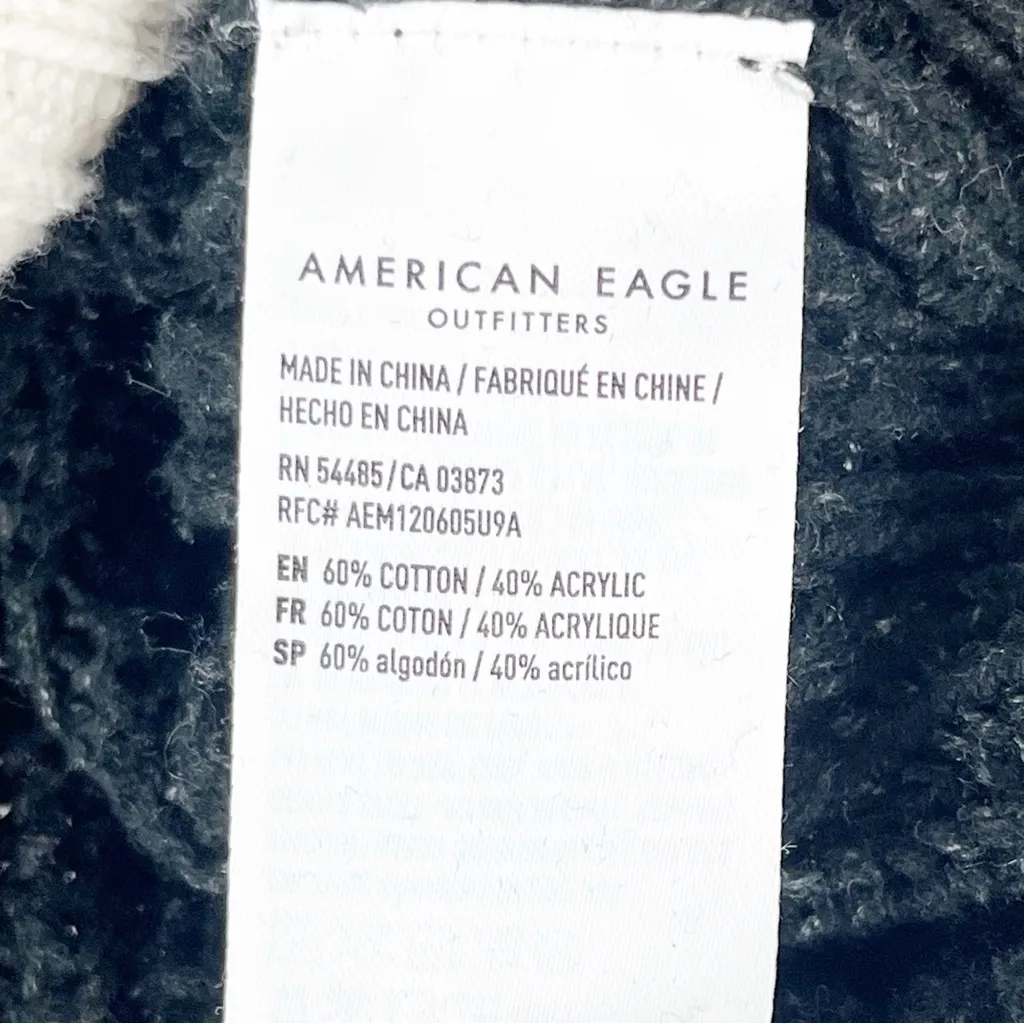 AMERICAN EAGLE
OUTFITTERS
MADE IN CHINA / FABRIQUÉ EN CHINE /
HECHO EN CHINA
RN 54485/CA 03873
RFC# AEM120605U9A
EN 60% COTTON / 40% ACRYLIC
FR 60% COTON / 40% ACRYLIQUE
SP 60% algodón / 40% acrílico